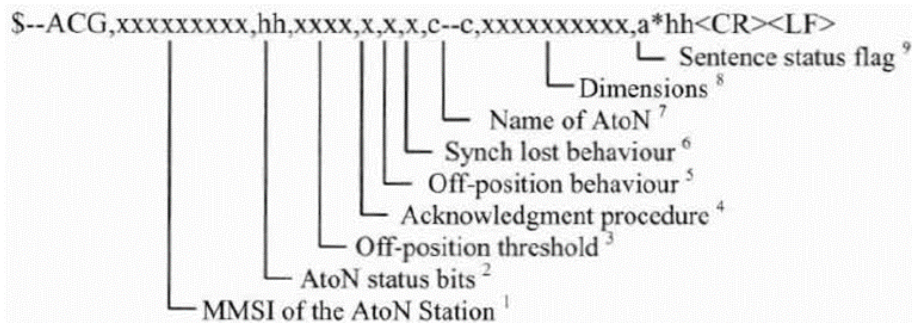 $--ACG,xxxxxxxxx,hh,xxxx,x,x,x,c--c,xxxxxxxxxx,a*hh<CR><LF>
Sentence status flag 9
Dimensions 8
Name of AtoN 7
Synch lost behaviour 6
Off-position behaviour 5
Acknowledgment procedure 4
Off-position threshold 3
AtoN status bits 2
MMSI of the AtoN Station 1